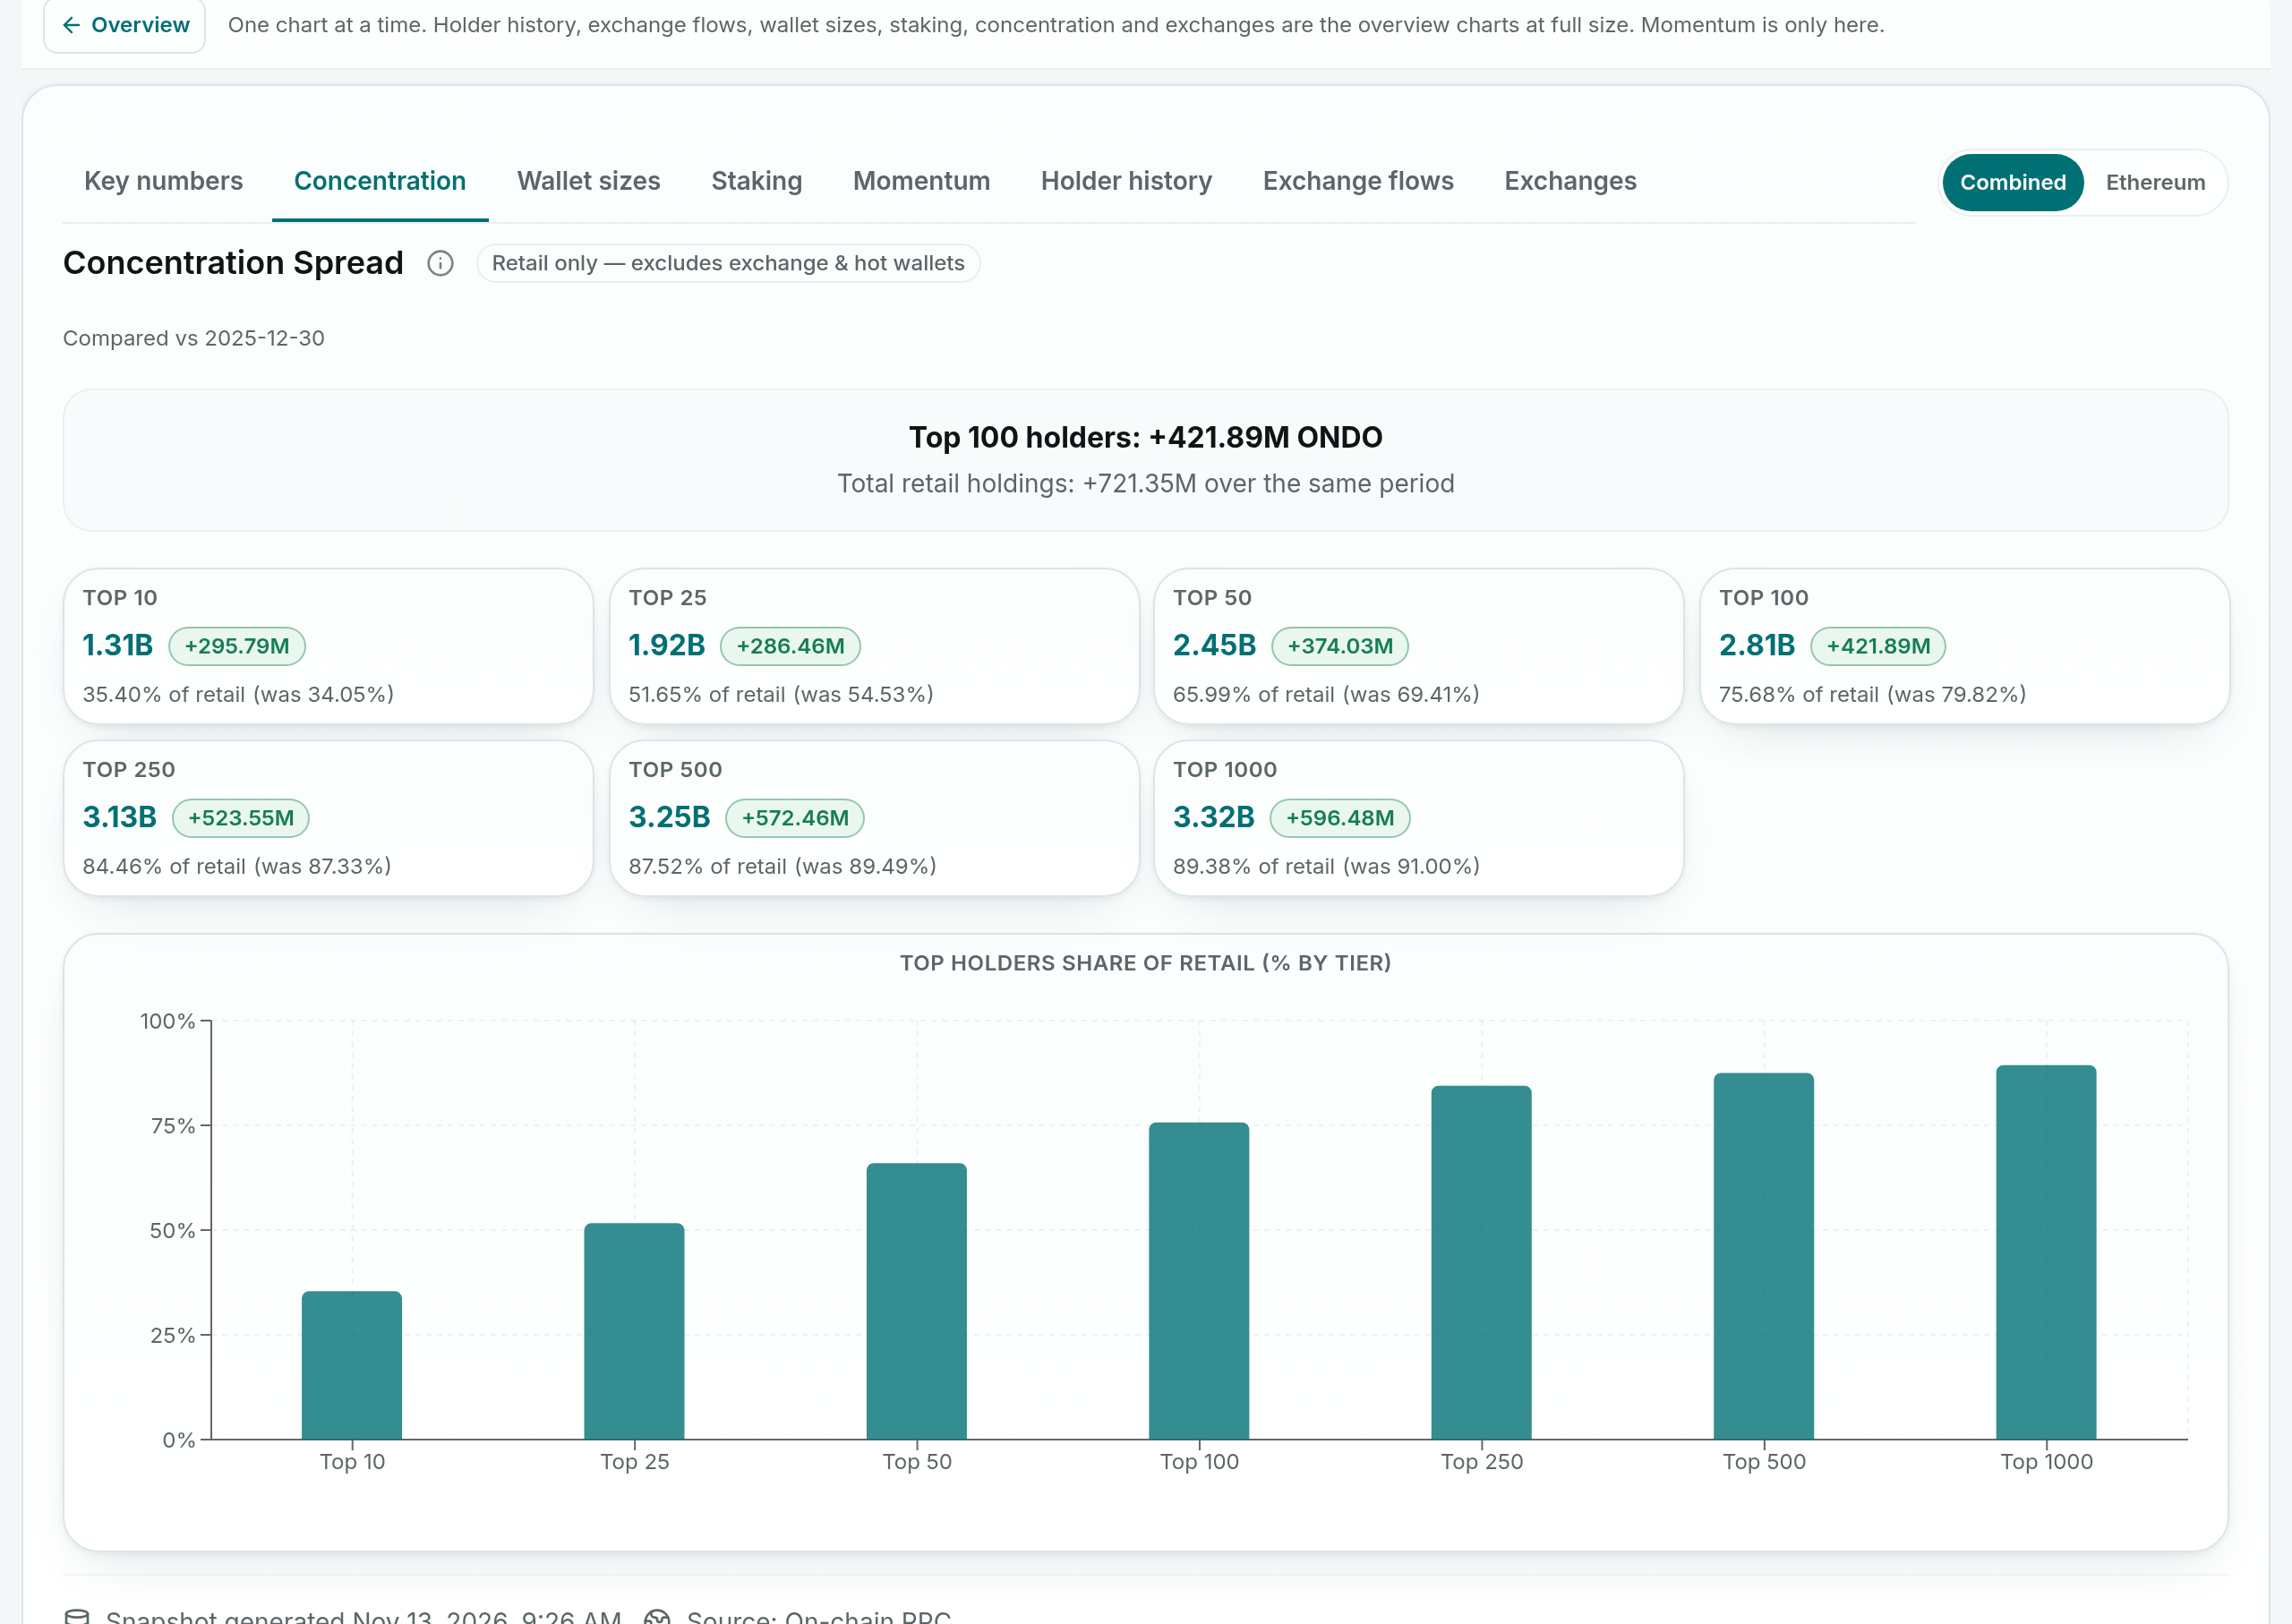 Overview
One chart at a time. Holder history, exchange flows, wallet sizes, staking, concentration and exchanges are the overview charts at full size. Momentum is only here.
Key numbers Concentration Wallet sizes Staking Momentum Holder history Exchange flows Exchanges Combined Ethereum
Concentration Spread Retail only — excludes exchange & hot wallets
Compared vs 2025-12-30
Top 100 holders: +421.89M ONDO
Total retail holdings: +721.35M over the same period
TOP 10
1.31B +295.79M
35.40% of retail (was 34.05%)
TOP 25
1.92B +286.46M
51.65% of retail (was 54.53%)
TOP 50
2.45B +374.03M
65.99% of retail (was 69.41%)
TOP 100
2.81B +421.89M
75.68% of retail (was 79.82%)
TOP 250
3.13B +523.55M
84.46% of retail (was 87.33%)
TOP 500
3.25B +572.46M
87.52% of retail (was 89.49%)
TOP 1000
3.32B +596.48M
89.38% of retail (was 91.00%)
TOP HOLDERS SHARE OF RETAIL (% BY TIER)
100%
75%
50%
25%
0%
Top 10 Top 25 Top 50 Top 100 Top 250 Top 500 Top 1000
Snapshot generated Nov 13, 2026, 9:26 AM Source: On-chain RPC